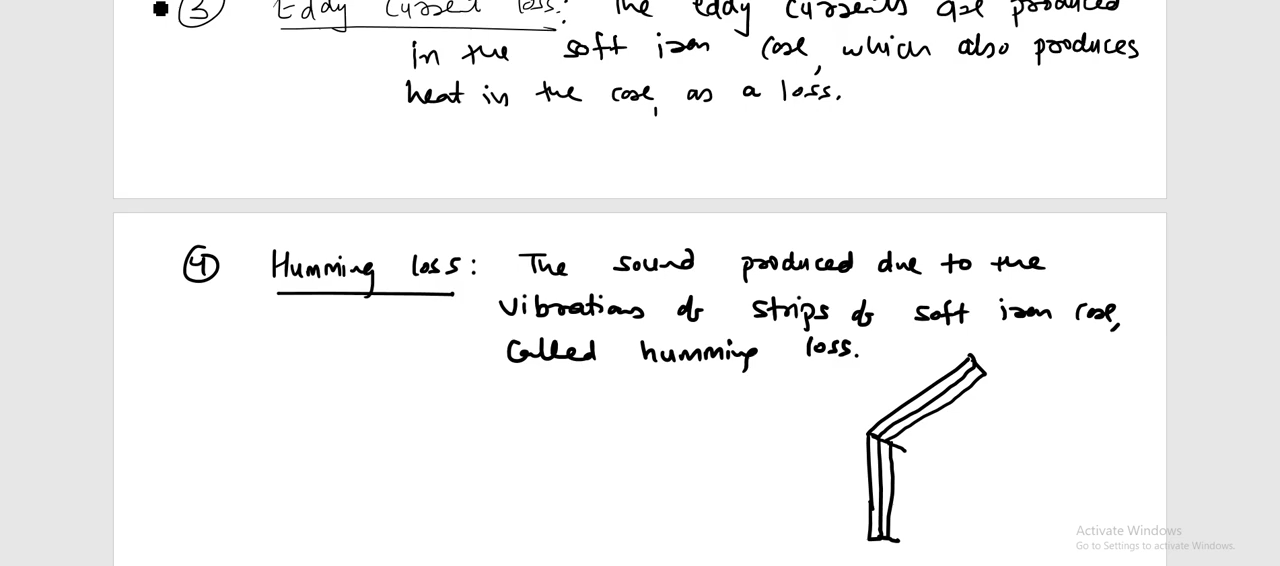 ③ Eddy Current loss: The eddy currents are produced
in the soft iron core, which also produces
heat in the core, as a loss.
④ Humming loss: The sound produced due to the
vibrations of strips of soft iron core,
called humming loss.
Activate Windows
Go to Settings to activate Windows.